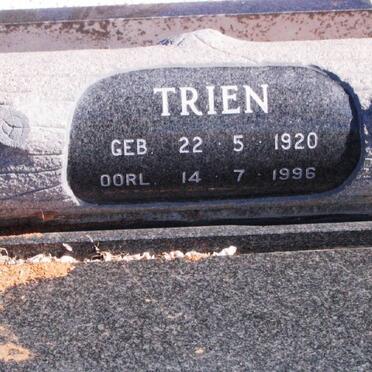 TRIEN
GEB 22 · 5 · 1920
OORL. 14 · 7 · 1996